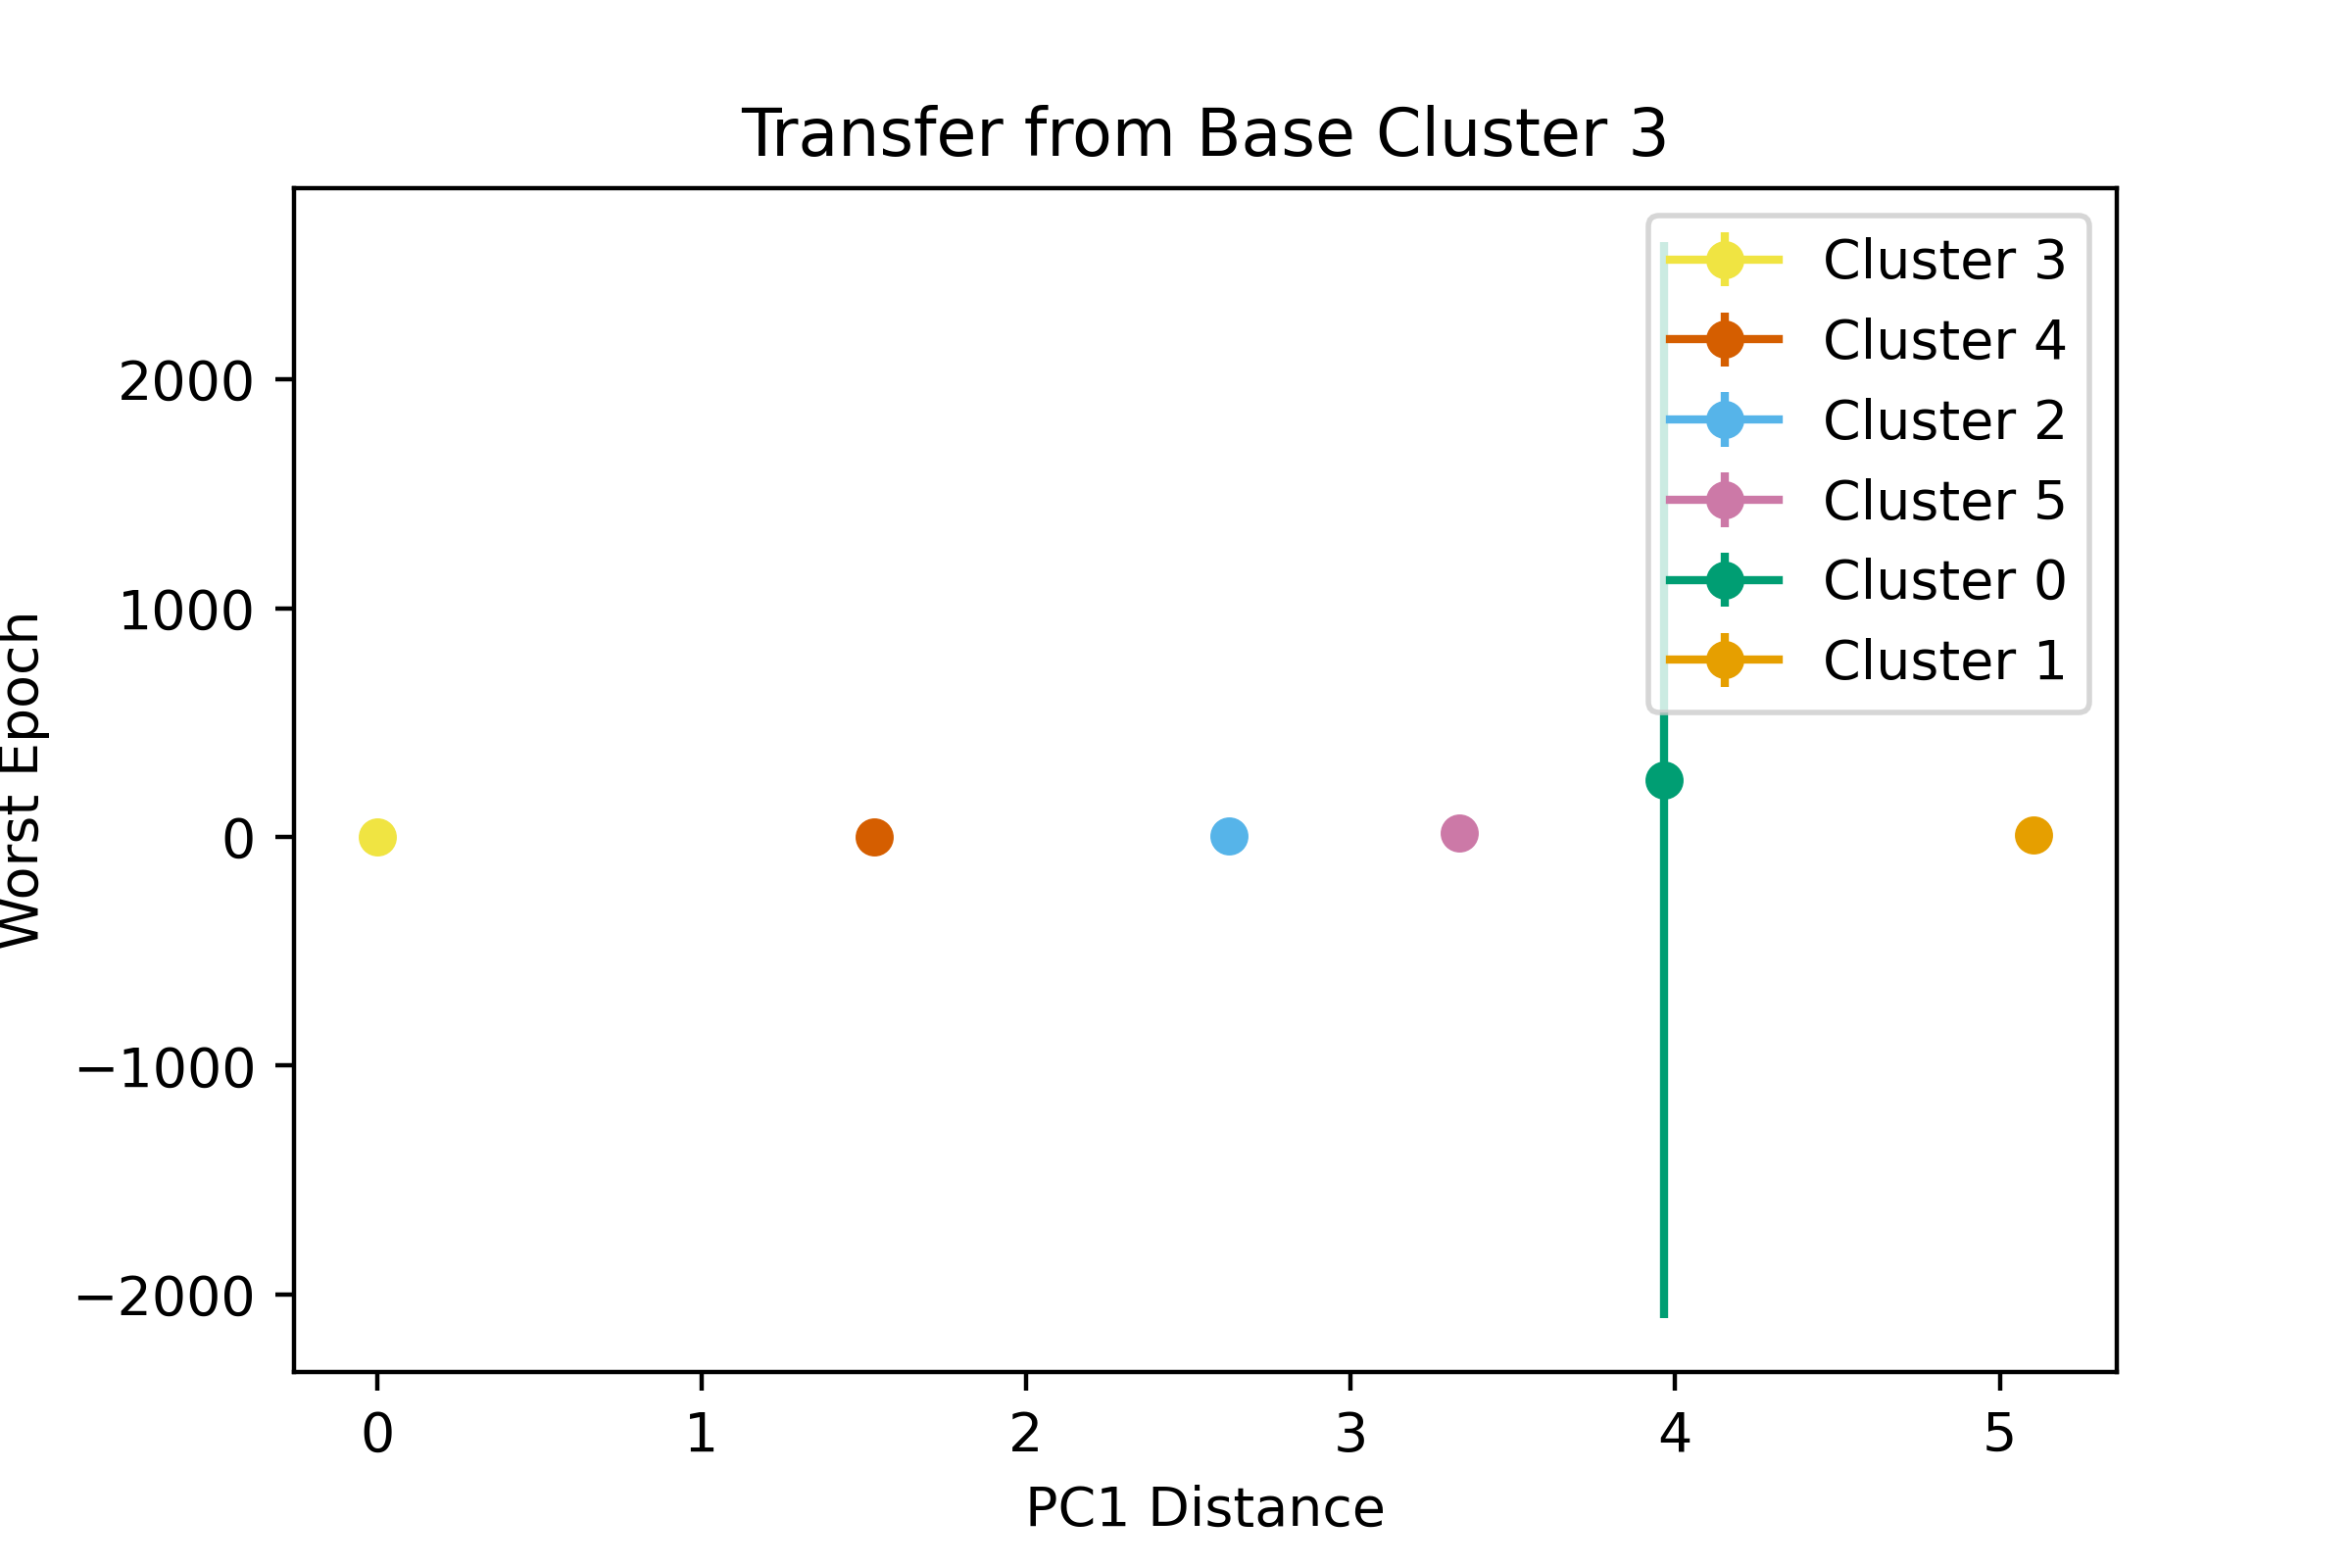 Transfer from Base Cluster 3
Cluster 3
Cluster 4
Cluster 2
Cluster 5
Cluster 0
Cluster 1
2000
1000
0
−1000
−2000
Worst Epoch
0 1 2 3 4 5
PC1 Distance